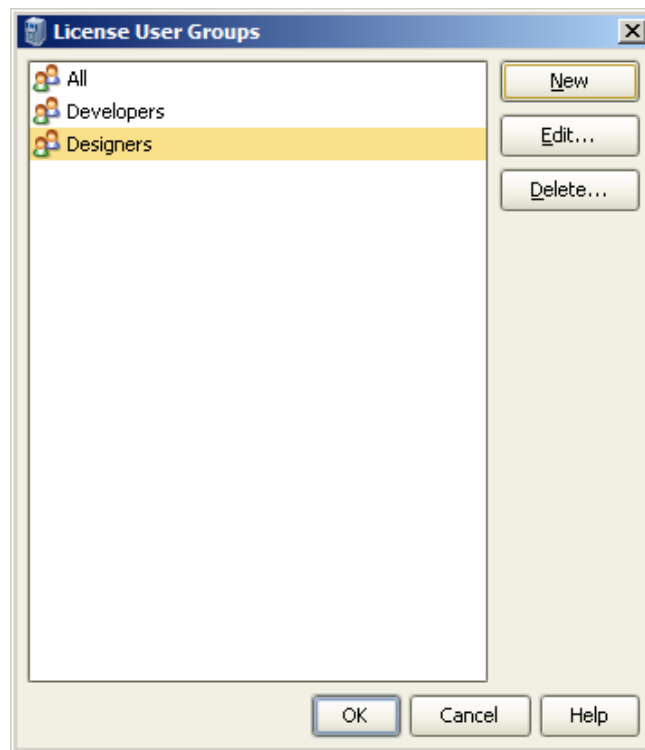 License User Groups
All
Developers
Designers
New
Edit...
Delete...
OK
Cancel
Help